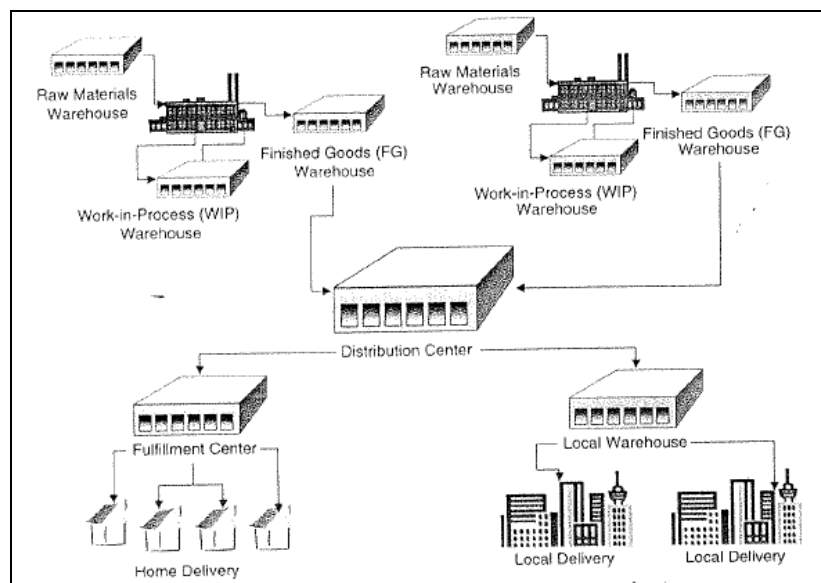 Raw Materials
Warehouse
Finished Goods (FG)
Warehouse
Work-in-Process (WIP)
Warehouse
Raw Materials
Warehouse
Finished Goods (FG)
Warehouse
Work-in-Process (WIP)
Warehouse
Distribution Center
Fulfillment Center
Local Warehouse
Home Delivery
Local Delivery
Local Delivery